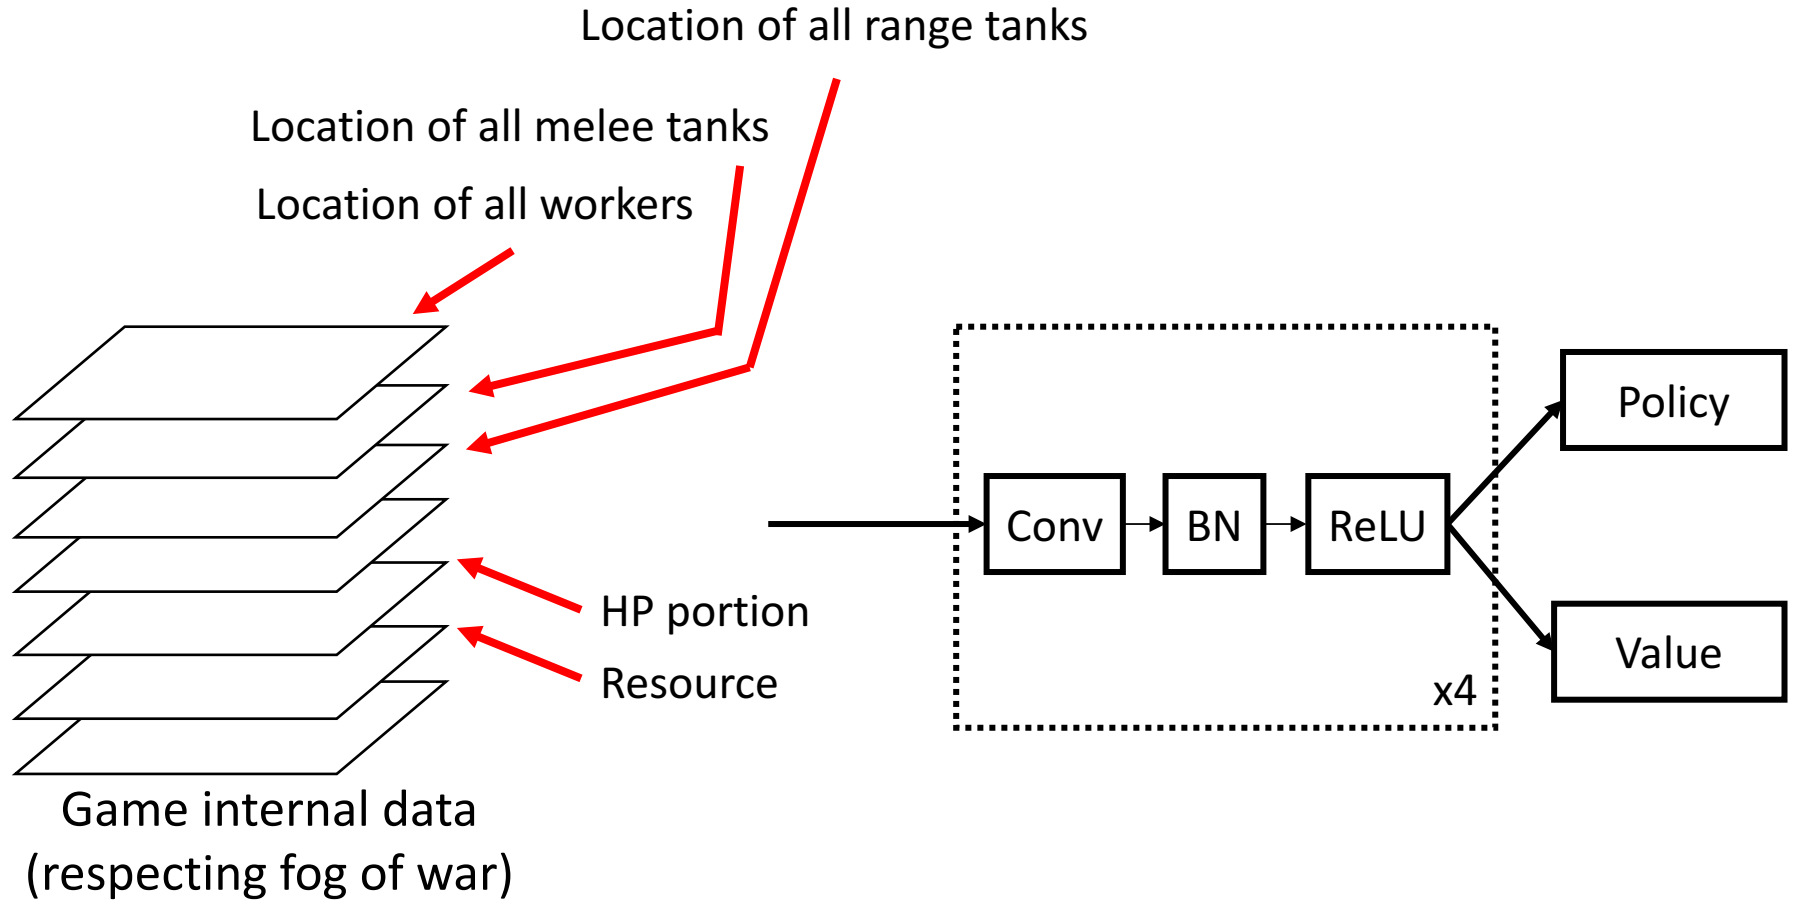 Location of all range tanks
Location of all melee tanks
Location of all workers
HP portion
Resource
Game internal data
(respecting fog of war)
Conv
BN
ReLU
x4
Policy
Value